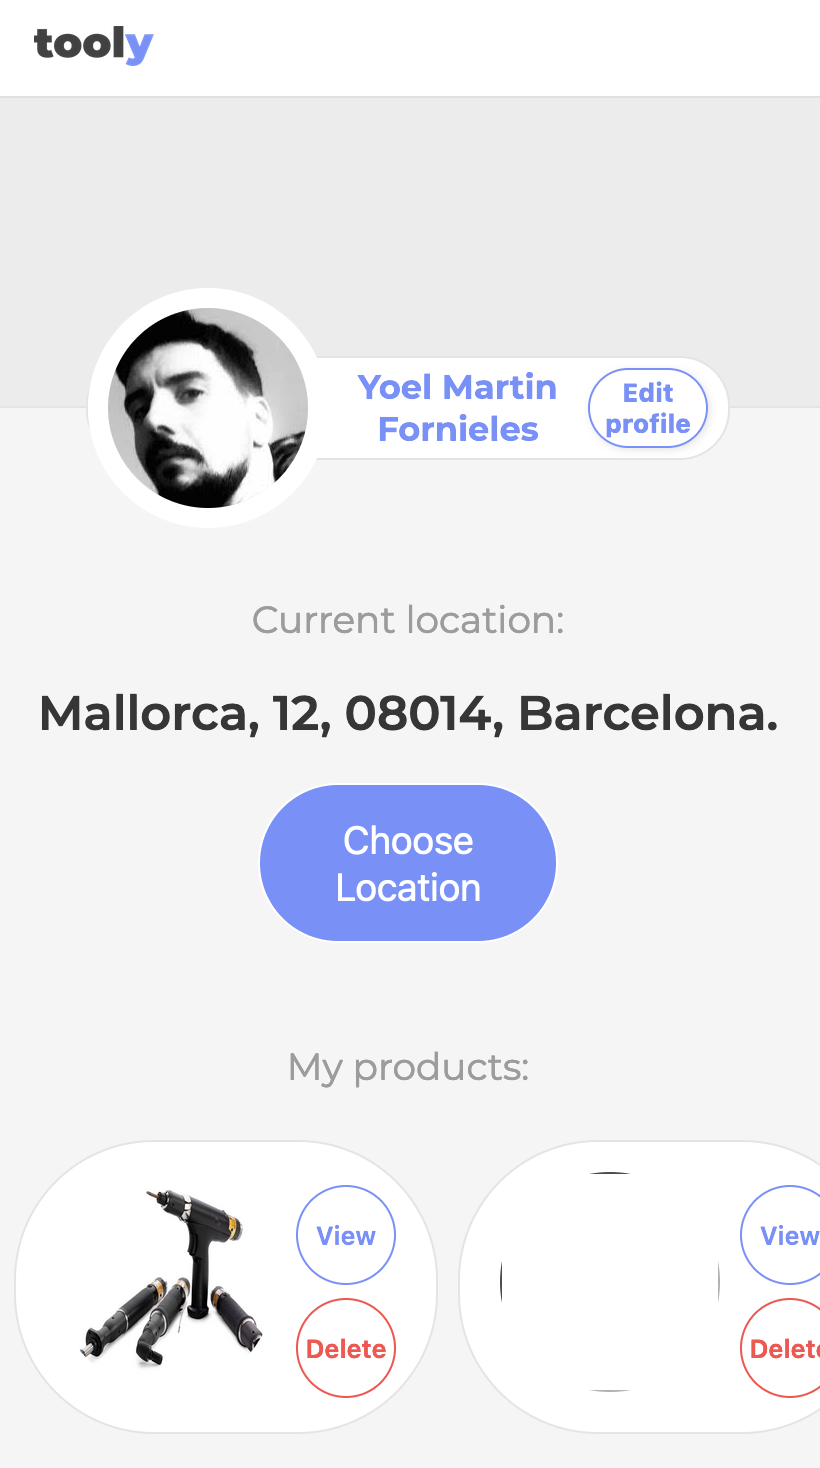 tooly
Yoel Martin
Fornieles
Edit
profile
Current location:
Mallorca, 12, 08014, Barcelona.
Choose
Location
My products:
View
View
Delete
Delete